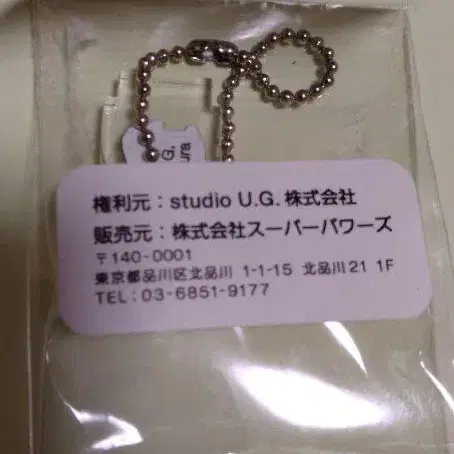 G.
ura
権利元：studio U.G. 株式会社
販売元：株式会社スーパーパワーズ
〒140-0001
東京都品川区北品川 1-1-15 北品川21 1F
TEL：03-6851-9177